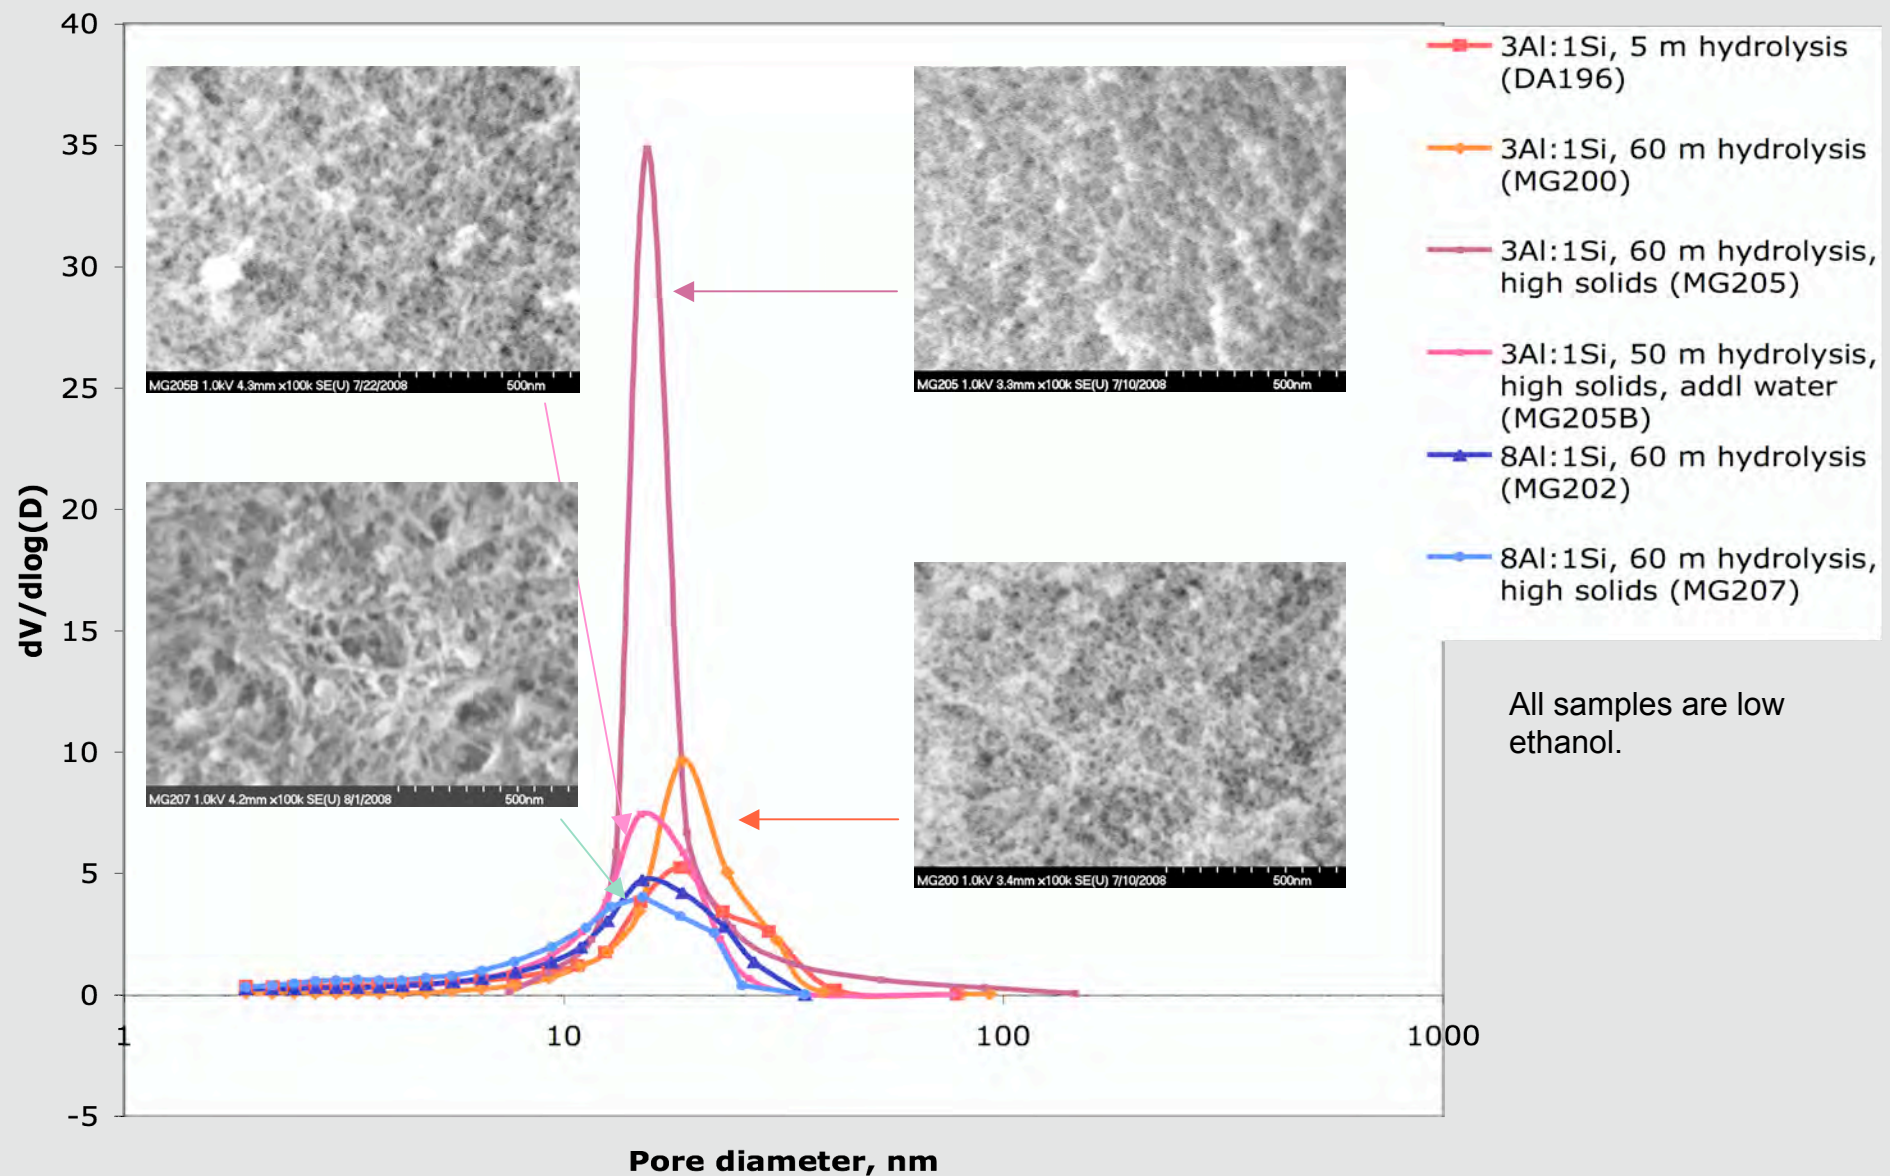 40
35
30
25
20
15
10
5
0
-5
dV/dlog(D)
1
10
100
1000
Pore diameter, nm
MG205B 1.0kV 4.3mm x100k SE(U) 7/22/2008
500nm
MG205 1.0kV 3.3mm x100k SE(U) 7/10/2008
500nm
MG207 1.0kV 4.2mm x100k SE(U) 8/1/2008
500nm
MG200 1.0kV 3.4mm x100k SE(U) 7/10/2008
500nm
3Al:1Si, 5 m hydrolysis
(DA196)
3Al:1Si, 60 m hydrolysis
(MG200)
3Al:1Si, 60 m hydrolysis,
high solids (MG205)
3Al:1Si, 50 m hydrolysis,
high solids, addl water
(MG205B)
8Al:1Si, 60 m hydrolysis
(MG202)
8Al:1Si, 60 m hydrolysis,
high solids (MG207)
All samples are low
ethanol.